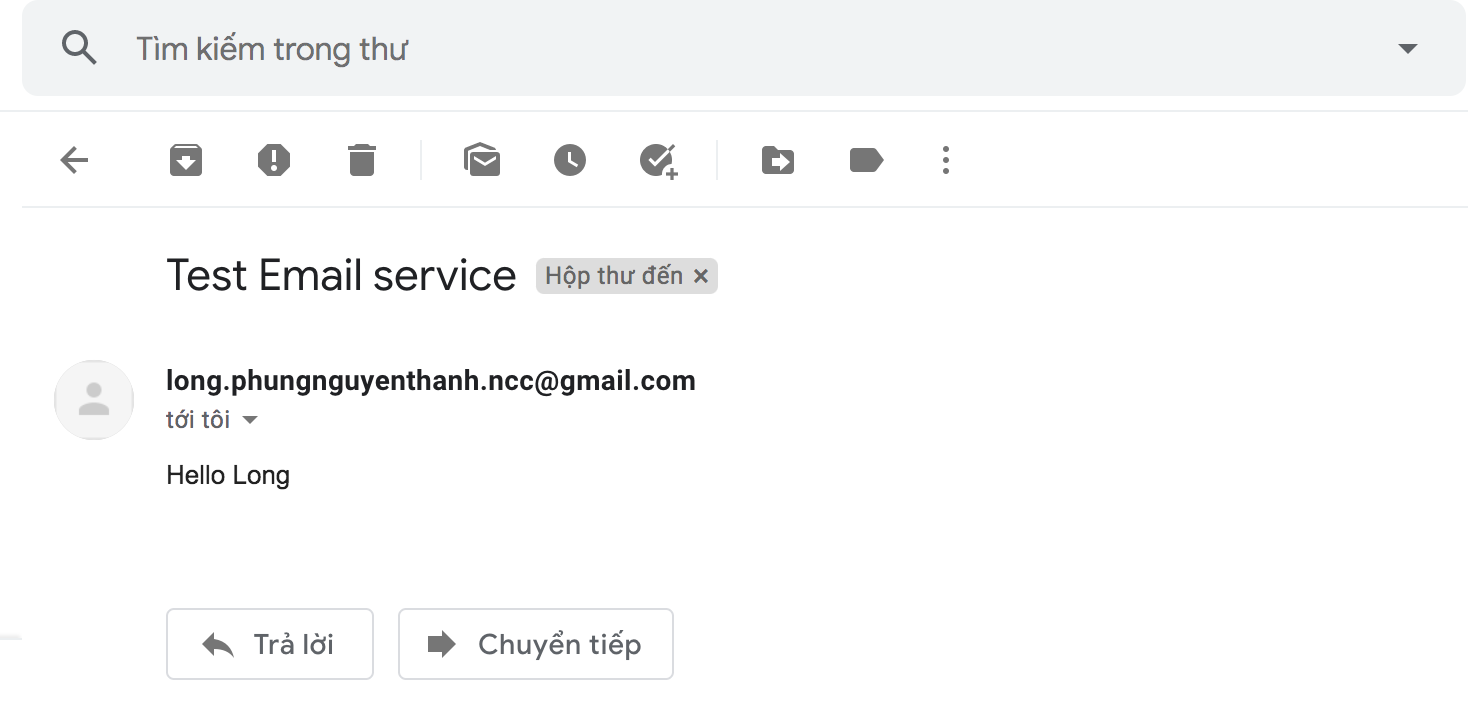 Tìm kiếm trong thư
Test Email service Hộp thư đến ×
long.phungnguyenthanh.ncc@gmail.com
tới tôi
Hello Long
Trả lời Chuyển tiếp